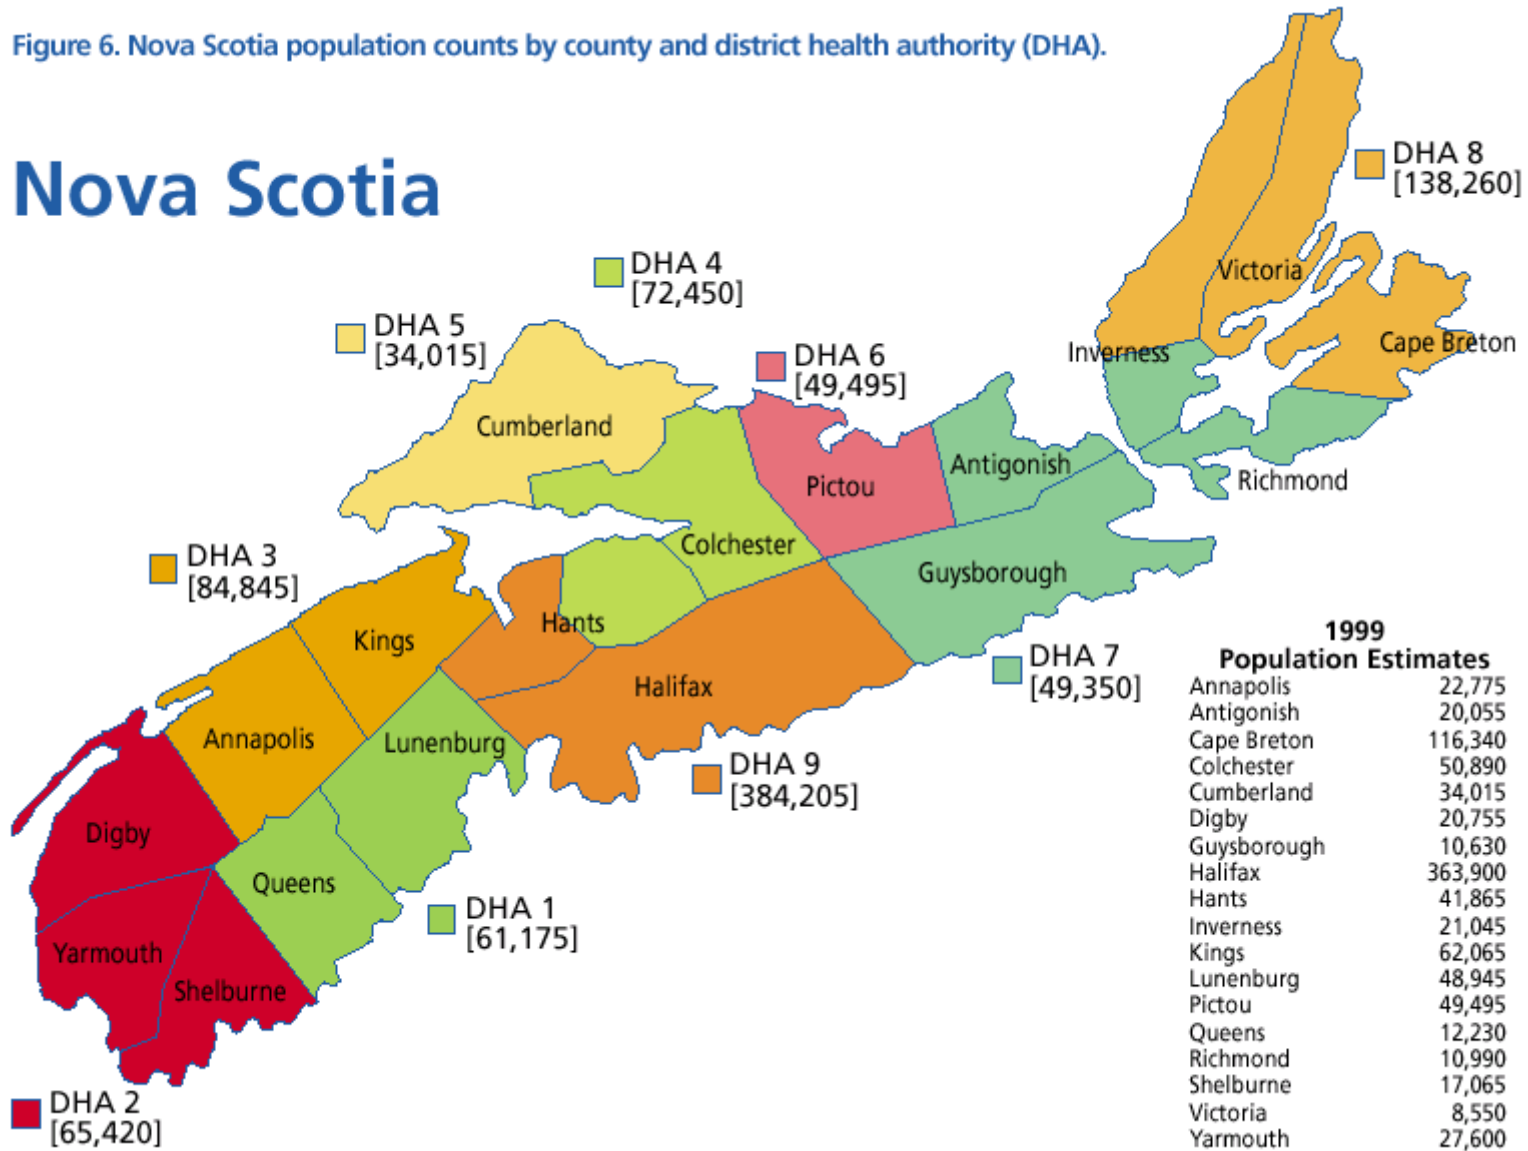 Figure 6. Nova Scotia population counts by county and district health authority (DHA).
Nova Scotia
DHA 8
[138,260]
DHA 4
[72,450]
DHA 5
[34,015]
DHA 6
[49,495]
Victoria
Inverness
Cape Breton
Cumberland
Antigonish
Pictou
Richmond
DHA 3
[84,845]
Colchester
Guysborough
Hants
Kings
Halifax
DHA 7
[49,350]
Annapolis
Lunenburg
DHA 9
[384,205]
Digby
Queens
DHA 1
[61,175]
Yarmouth
Shelburne
DHA 2
[65,420]
1999
Population Estimates
Annapolis 22,775
Antigonish 20,055
Cape Breton 116,340
Colchester 50,890
Cumberland 34,015
Digby 20,755
Guysborough 10,630
Halifax 363,900
Hants 41,865
Inverness 21,045
Kings 62,065
Lunenburg 48,945
Pictou 49,495
Queens 12,230
Richmond 10,990
Shelburne 17,065
Victoria 8,550
Yarmouth 27,600